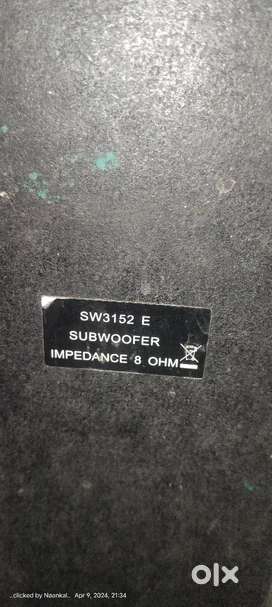 SW3152 E
SUBWOOFER
IMPEDANCE 8 OHM
..clicked by Naankal.. Apr 9, 2024, 21:34
olx